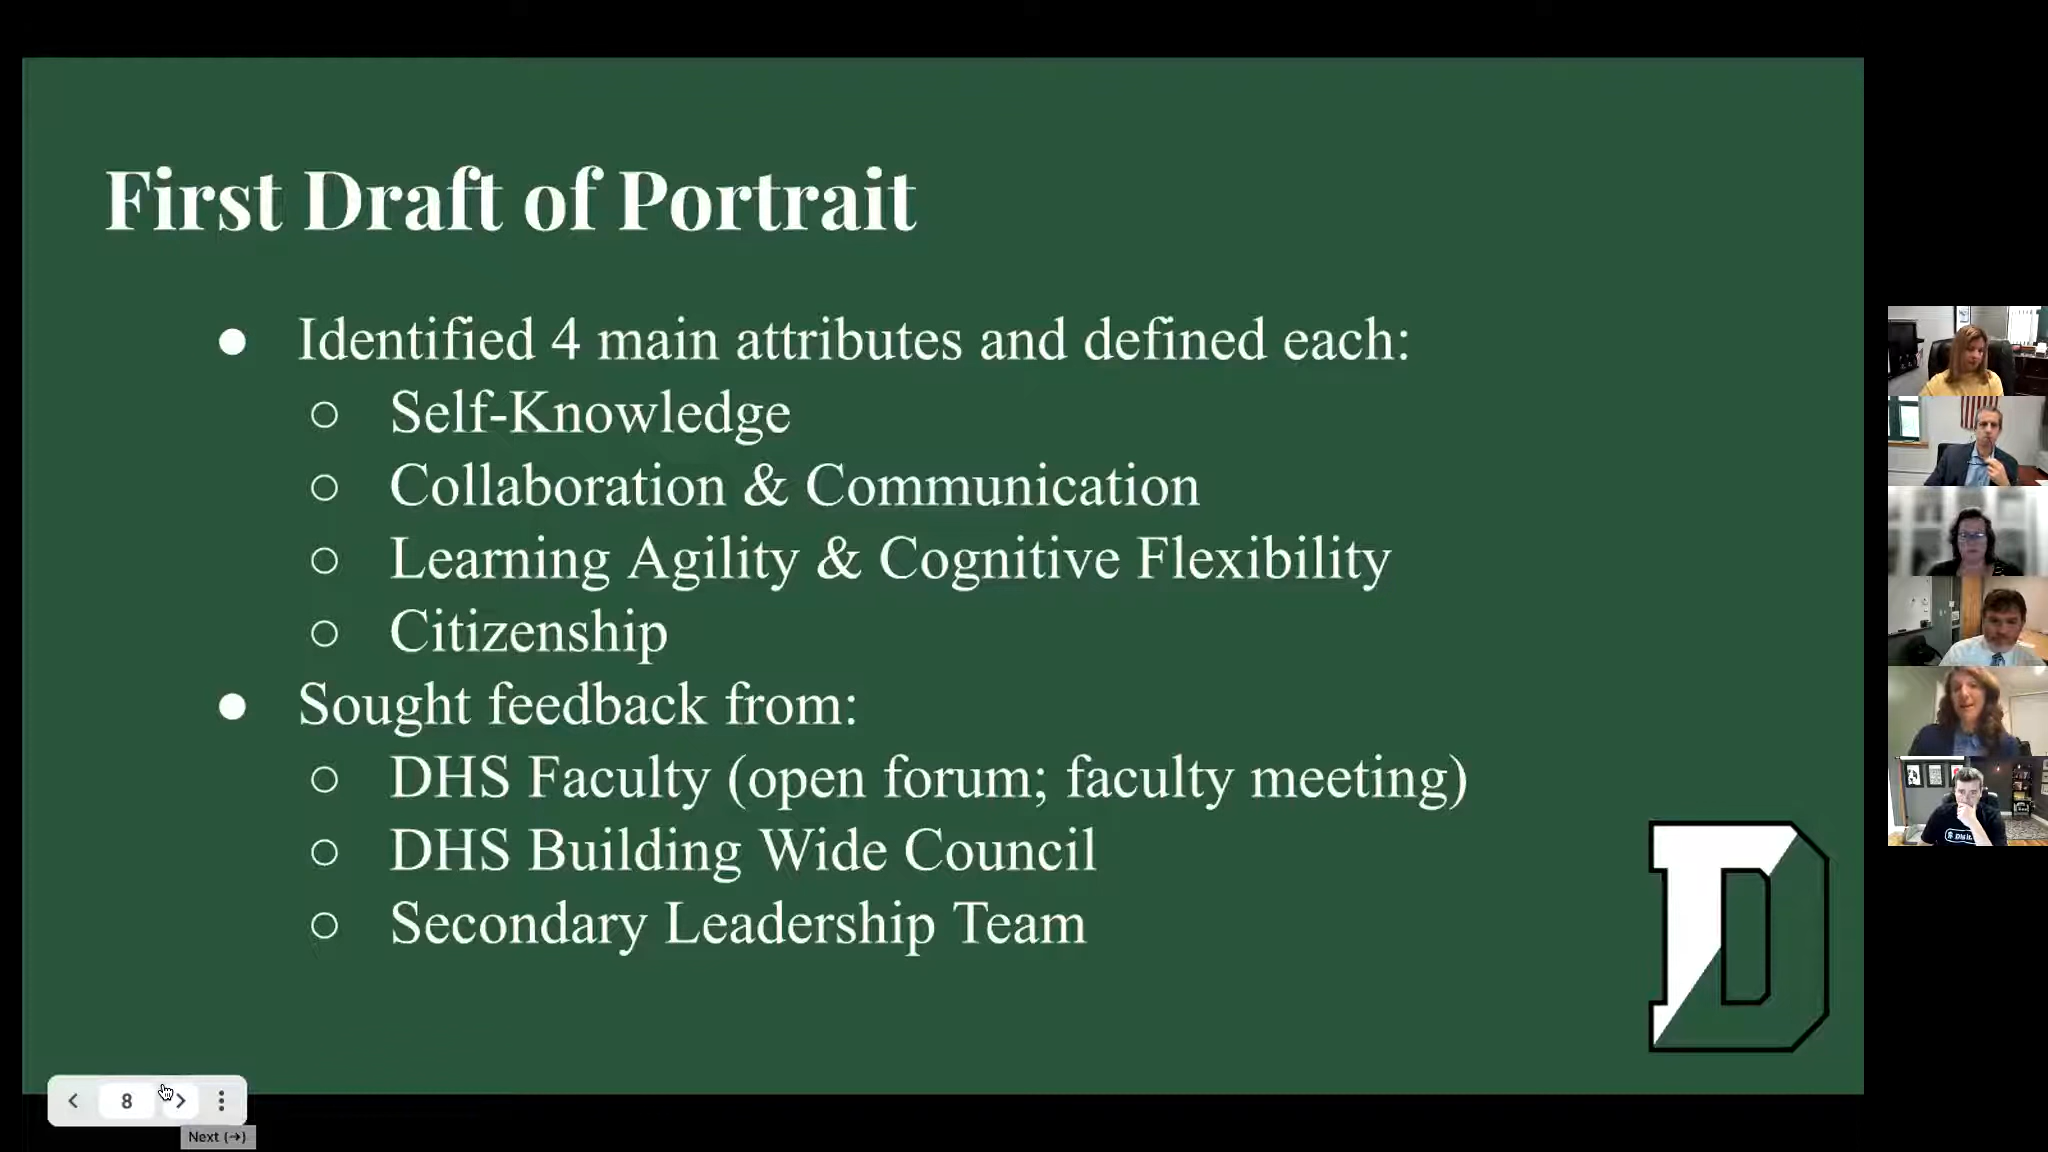 First Draft of Portrait
● Identified 4 main attributes and defined each:
○ Self-Knowledge
○ Collaboration & Communication
○ Learning Agility & Cognitive Flexibility
○ Citizenship
● Sought feedback from:
○ DHS Faculty (open forum; faculty meeting)
○ DHS Building Wide Council
○ Secondary Leadership Team
D
8
Next (→)